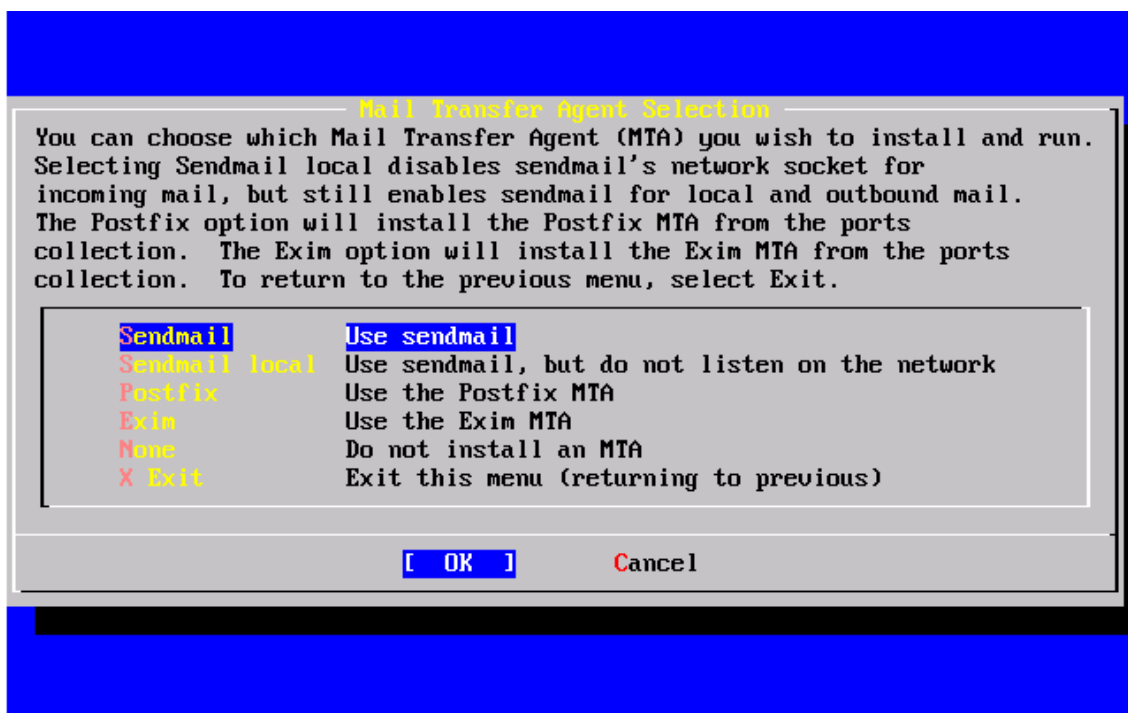 Mail Transfer Agent Selection
You can choose which Mail Transfer Agent (MTA) you wish to install and run.
Selecting Sendmail local disables sendmail's network socket for
incoming mail, but still enables sendmail for local and outbound mail.
The Postfix option will install the Postfix MTA from the ports
collection.  The Exim option will install the Exim MTA from the ports
collection.  To return to the previous menu, select Exit.
Sendmail Use sendmail
Sendmail local Use sendmail, but do not listen on the network
Postfix Use the Postfix MTA
Exim Use the Exim MTA
None Do not install an MTA
X Exit Exit this menu (returning to previous)
[ OK ] Cancel